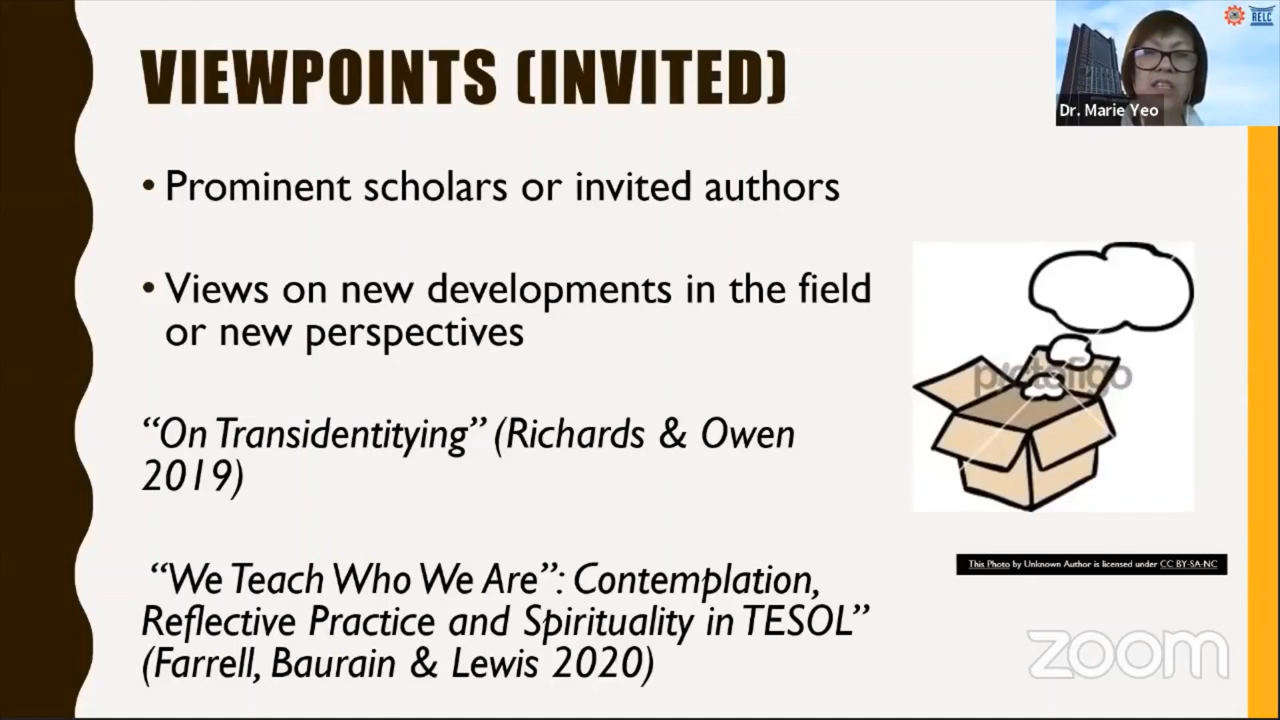 VIEWPOINTS (INVITED)
• Prominent scholars or invited authors
• Views on new developments in the field
or new perspectives
“On Transidentitying” (Richards & Owen
2019)
“We Teach Who We Are”: Contemplation,
Reflective Practice and Spirituality in TESOL”
(Farrell, Baurain & Lewis 2020)
RELC
Dr. Marie Yeo
This Photo by Unknown Author is licensed under CC BY-SA-NC
zoom